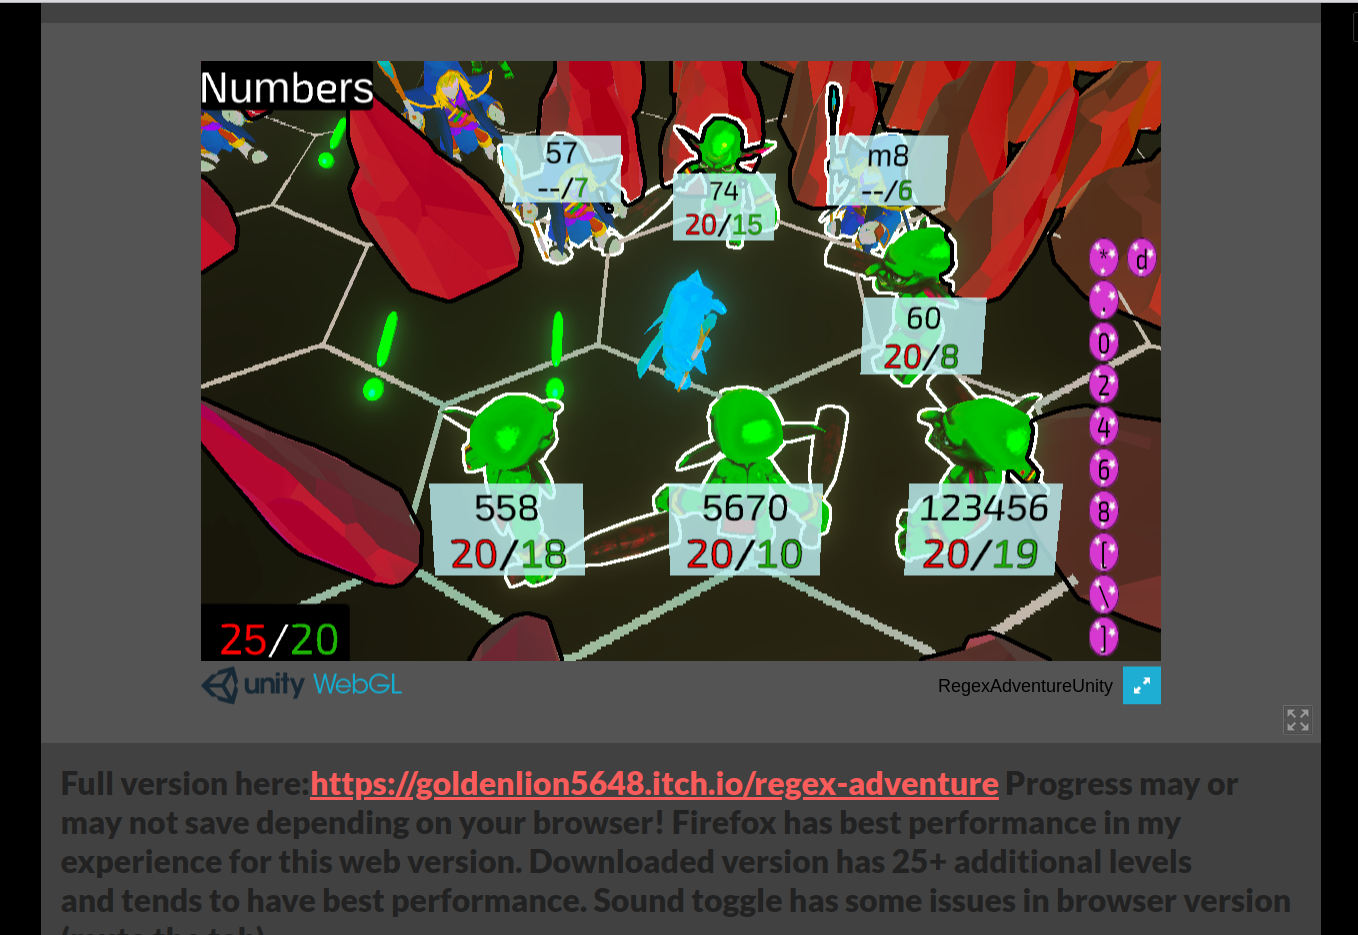 Numbers
57
--/7
74
20/15
m8
--/6
60
20/8
558
20/18
5670
20/10
123456
20/19
* d
.
0
2
4
6
8
[
\
]
25/20
unity WebGL
RegexAdventureUnity
Full version here:https://goldenlion5648.itch.io/regex-adventure Progress may or
may not save depending on your browser! Firefox has best performance in my
experience for this web version. Downloaded version has 25+ additional levels
and tends to have best performance. Sound toggle has some issues in browser version